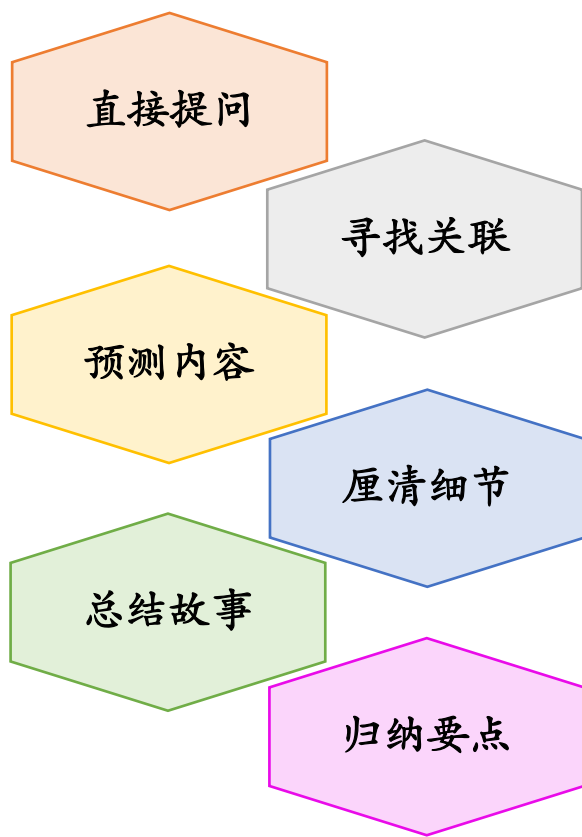 直接提问
寻找关联
预测内容
厘清细节
总结故事
归纳要点